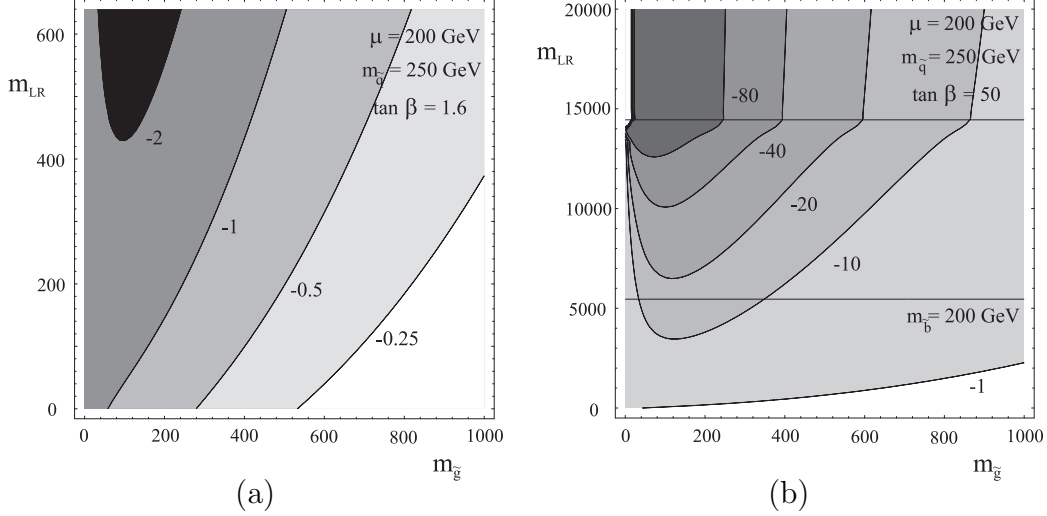 600
400
200
0
m_LR
μ = 200 GeV
m_q̃ = 250 GeV
tan β = 1.6
-2
-1
-0.5
-0.25
0 200 400 600 800 1000
m_g̃
(a)
20000
15000
10000
5000
0
m_LR
μ = 200 GeV
m_q̃ = 250 GeV
tan β = 50
-80
-40
-20
-10
m_b̃ = 200 GeV
-1
0 200 400 600 800 1000
m_g̃
(b)